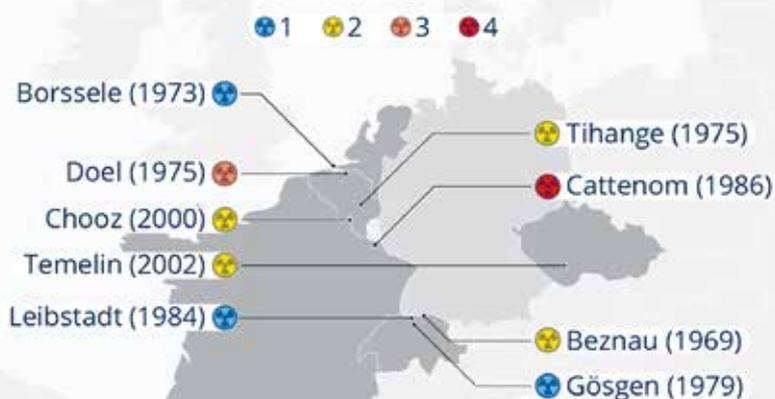 1 2 3 4
Borssele (1973)
Doel (1975)
Chooz (2000)
Temelin (2002)
Leibstadt (1984)
Tihange (1975)
Cattenom (1986)
Beznau (1969)
Gösgen (1979)